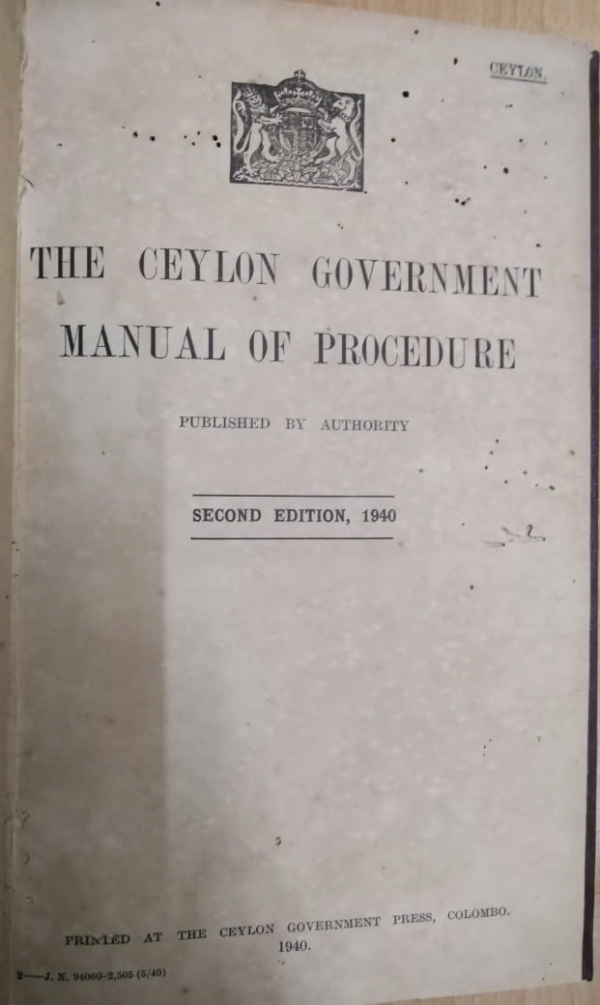 CEYLON.
THE CEYLON GOVERNMENT
MANUAL OF PROCEDURE
PUBLISHED BY AUTHORITY
SECOND EDITION, 1940
PRINTED AT THE CEYLON GOVERNMENT PRESS, COLOMBO.
1940.
2——J. N. 94060-2,505 (5/40)